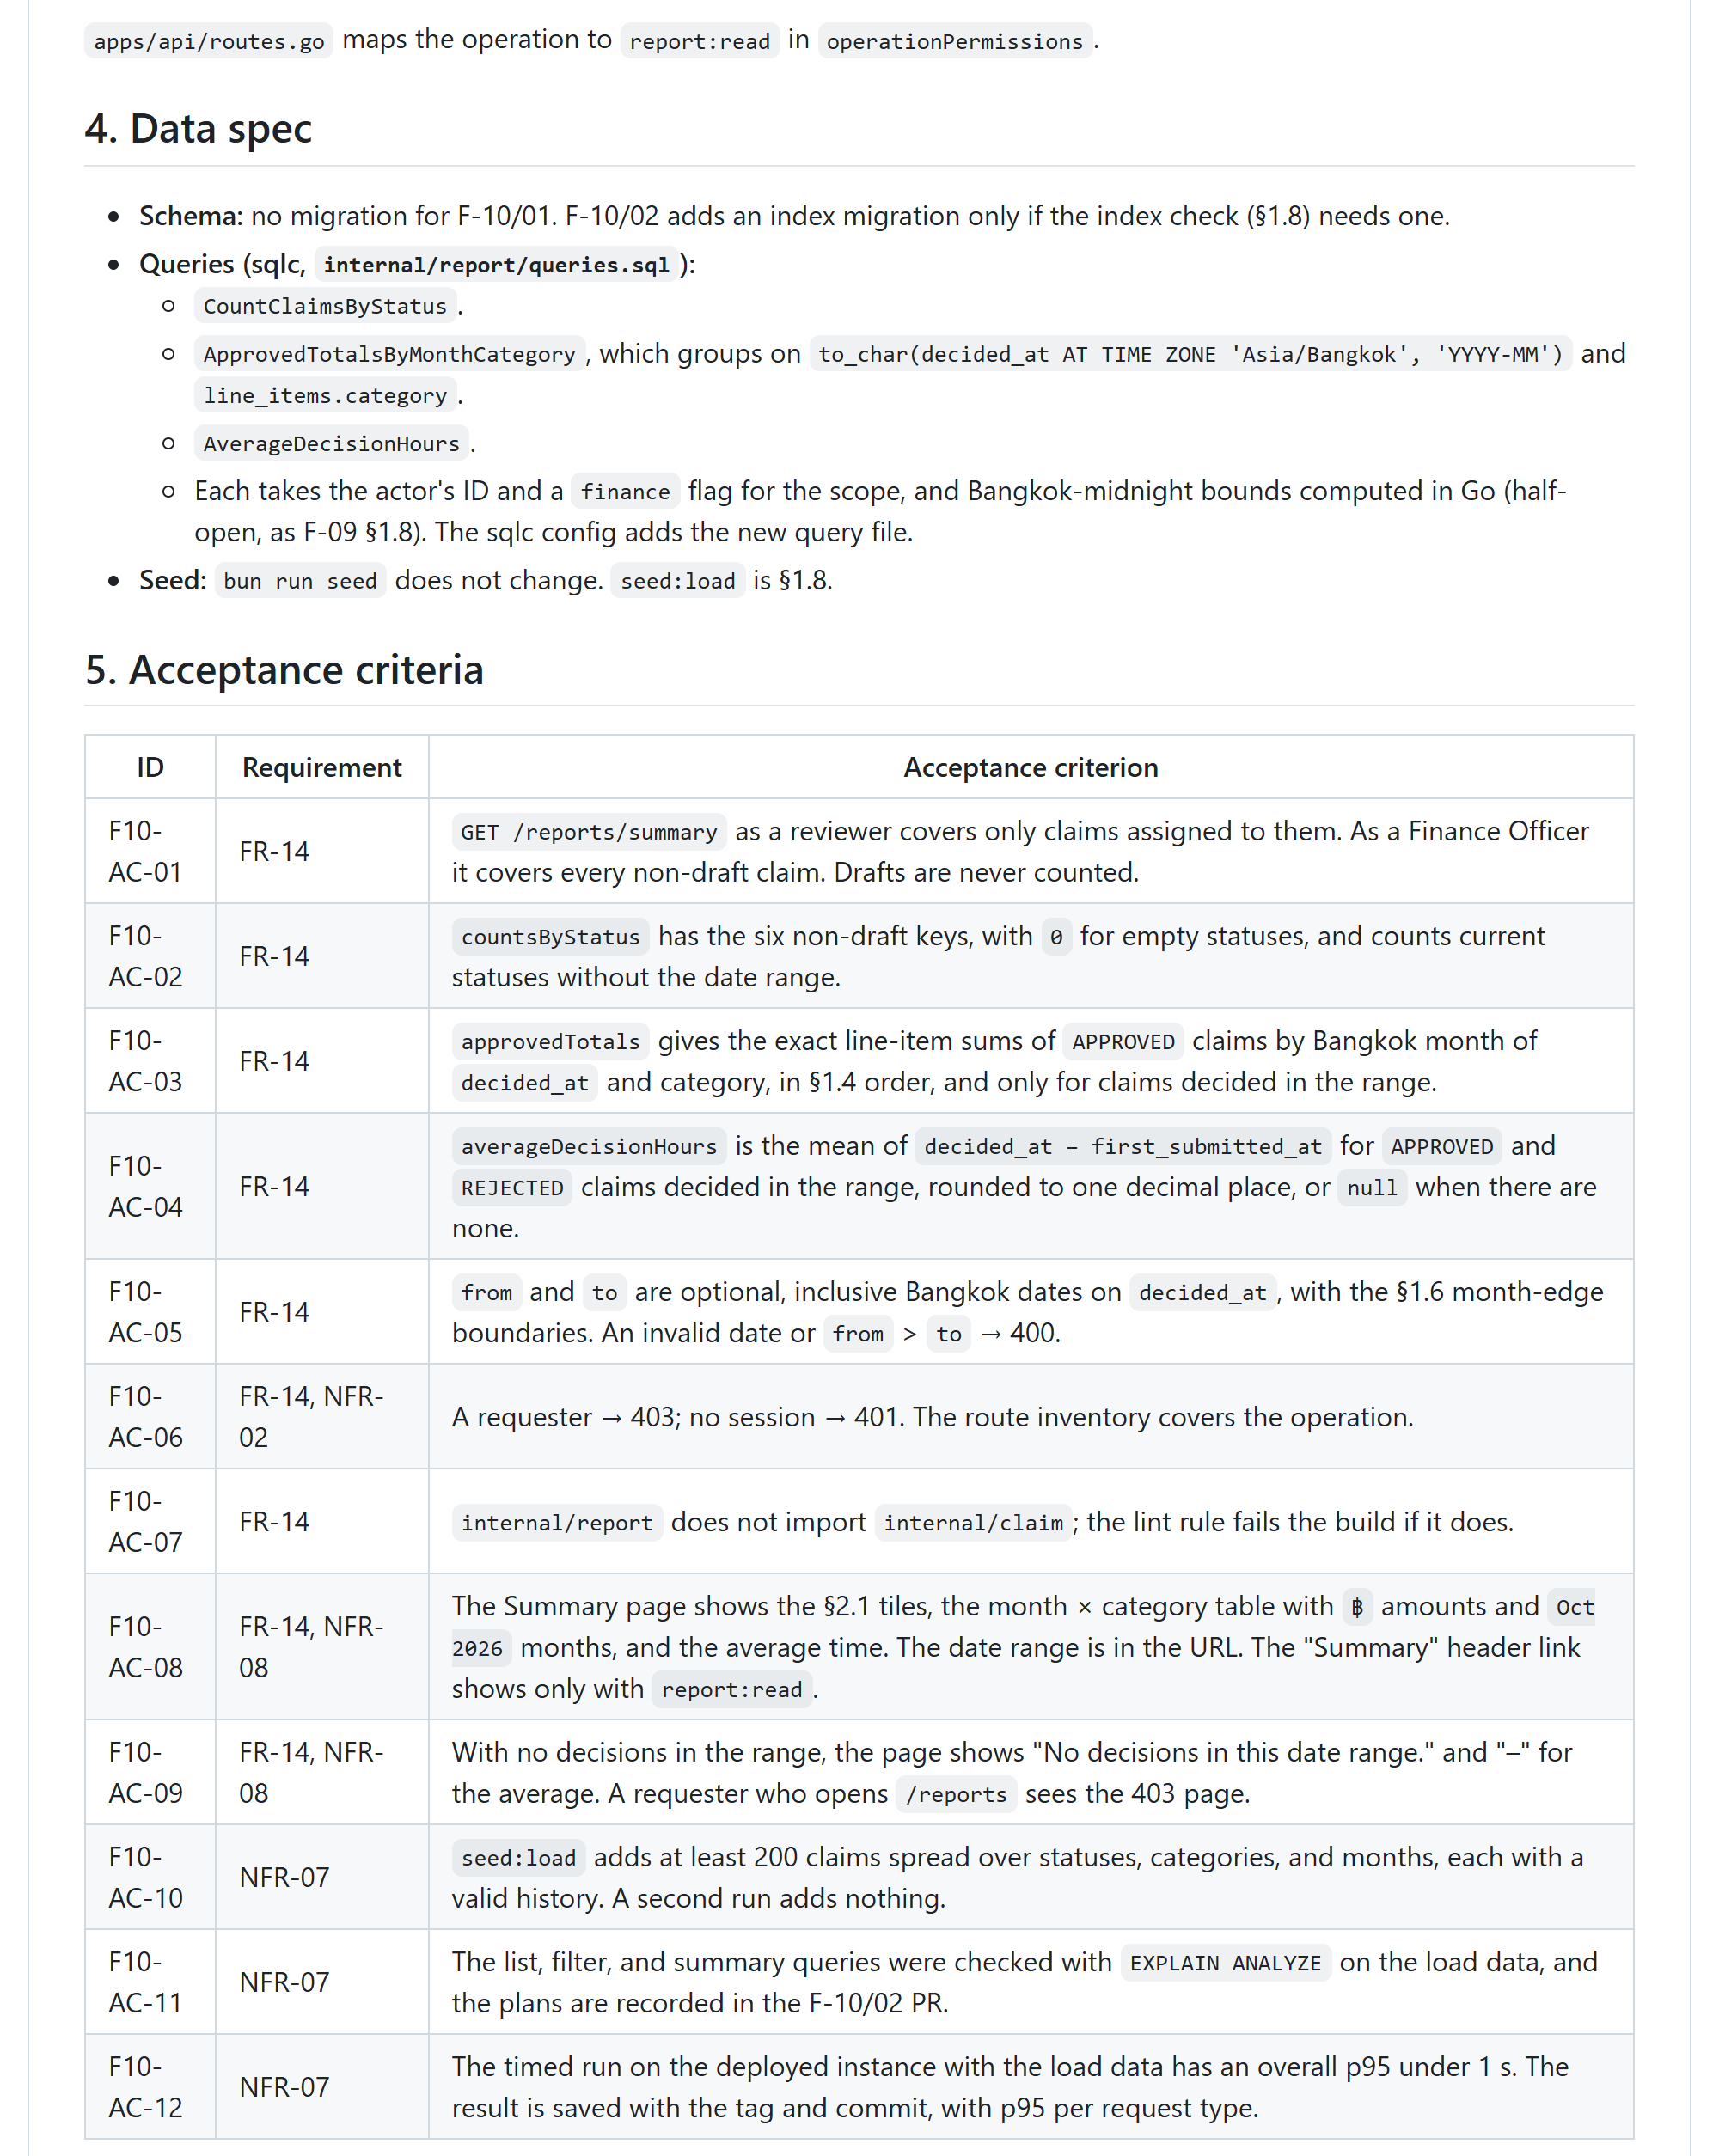 apps/api/routes.go maps the operation to report:read in operationPermissions.
4. Data spec
• Schema: no migration for F-10/01. F-10/02 adds an index migration only if the index check (§1.8) needs one.
• Queries (sqlc, internal/report/queries.sql):
◦ CountClaimsByStatus.
◦ ApprovedTotalsByMonthCategory, which groups on to_char(decided_at AT TIME ZONE 'Asia/Bangkok', 'YYYY-MM') and
line_items.category.
◦ AverageDecisionHours.
◦ Each takes the actor's ID and a finance flag for the scope, and Bangkok-midnight bounds computed in Go (half-
open, as F-09 §1.8). The sqlc config adds the new query file.
• Seed: bun run seed does not change. seed:load is §1.8.
5. Acceptance criteria
ID Requirement Acceptance criterion
F10-
AC-01
FR-14
GET /reports/summary as a reviewer covers only claims assigned to them. As a Finance Officer
it covers every non-draft claim. Drafts are never counted.
F10-
AC-02
FR-14
countsByStatus has the six non-draft keys, with 0 for empty statuses, and counts current
statuses without the date range.
F10-
AC-03
FR-14
approvedTotals gives the exact line-item sums of APPROVED claims by Bangkok month of
decided_at and category, in §1.4 order, and only for claims decided in the range.
F10-
AC-04
FR-14
averageDecisionHours is the mean of decided_at − first_submitted_at for APPROVED and
REJECTED claims decided in the range, rounded to one decimal place, or null when there are
none.
F10-
AC-05
FR-14
from and to are optional, inclusive Bangkok dates on decided_at, with the §1.6 month-edge
boundaries. An invalid date or from > to → 400.
F10-
AC-06
FR-14, NFR-
02
A requester → 403; no session → 401. The route inventory covers the operation.
F10-
AC-07
FR-14
internal/report does not import internal/claim; the lint rule fails the build if it does.
F10-
AC-08
FR-14, NFR-
08
The Summary page shows the §2.1 tiles, the month × category table with ฿ amounts and Oct
2026 months, and the average time. The date range is in the URL. The "Summary" header link
shows only with report:read.
F10-
AC-09
FR-14, NFR-
08
With no decisions in the range, the page shows "No decisions in this date range." and "–" for
the average. A requester who opens /reports sees the 403 page.
F10-
AC-10
NFR-07
seed:load adds at least 200 claims spread over statuses, categories, and months, each with a
valid history. A second run adds nothing.
F10-
AC-11
NFR-07
The list, filter, and summary queries were checked with EXPLAIN ANALYZE on the load data, and
the plans are recorded in the F-10/02 PR.
F10-
AC-12
NFR-07
The timed run on the deployed instance with the load data has an overall p95 under 1 s. The
result is saved with the tag and commit, with p95 per request type.